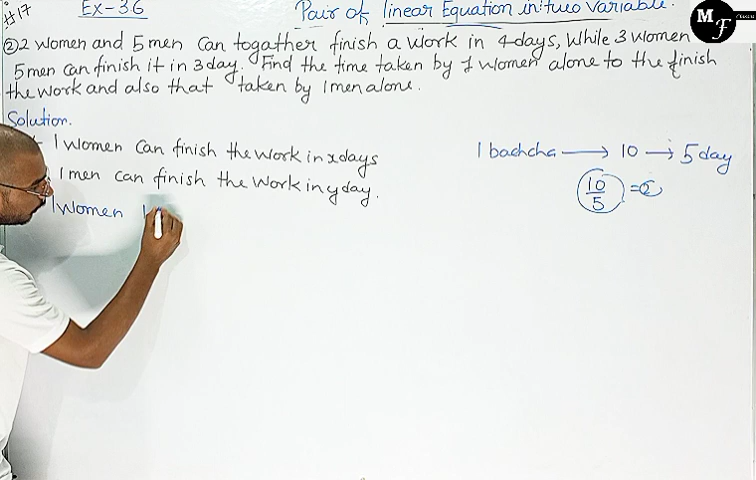 #17
Ex-36
Pair of linear Equation in two variable.
② 2 women and 5 men can togather finish a work in 4 days, while 3 women
5 men can finish it in 3 day. Find the time taken by 1 women alone to the finish
the work and also that taken by 1 men alone.
Solution.
1 women can finish the work in x days
1 men can finish the work in y day.
1 women 1
1 bachcha → 10 → 5 day
10/5 = 2
MF